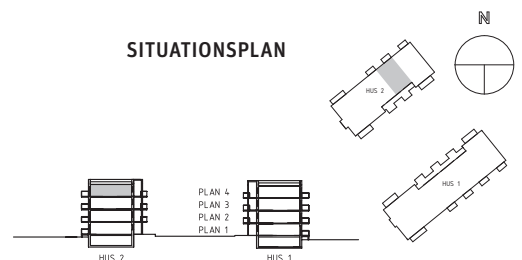 N
SITUATIONSPLAN
HUS 2
HUS 1
PLAN 4
PLAN 3
PLAN 2
PLAN 1
HUS 2
HUS 1